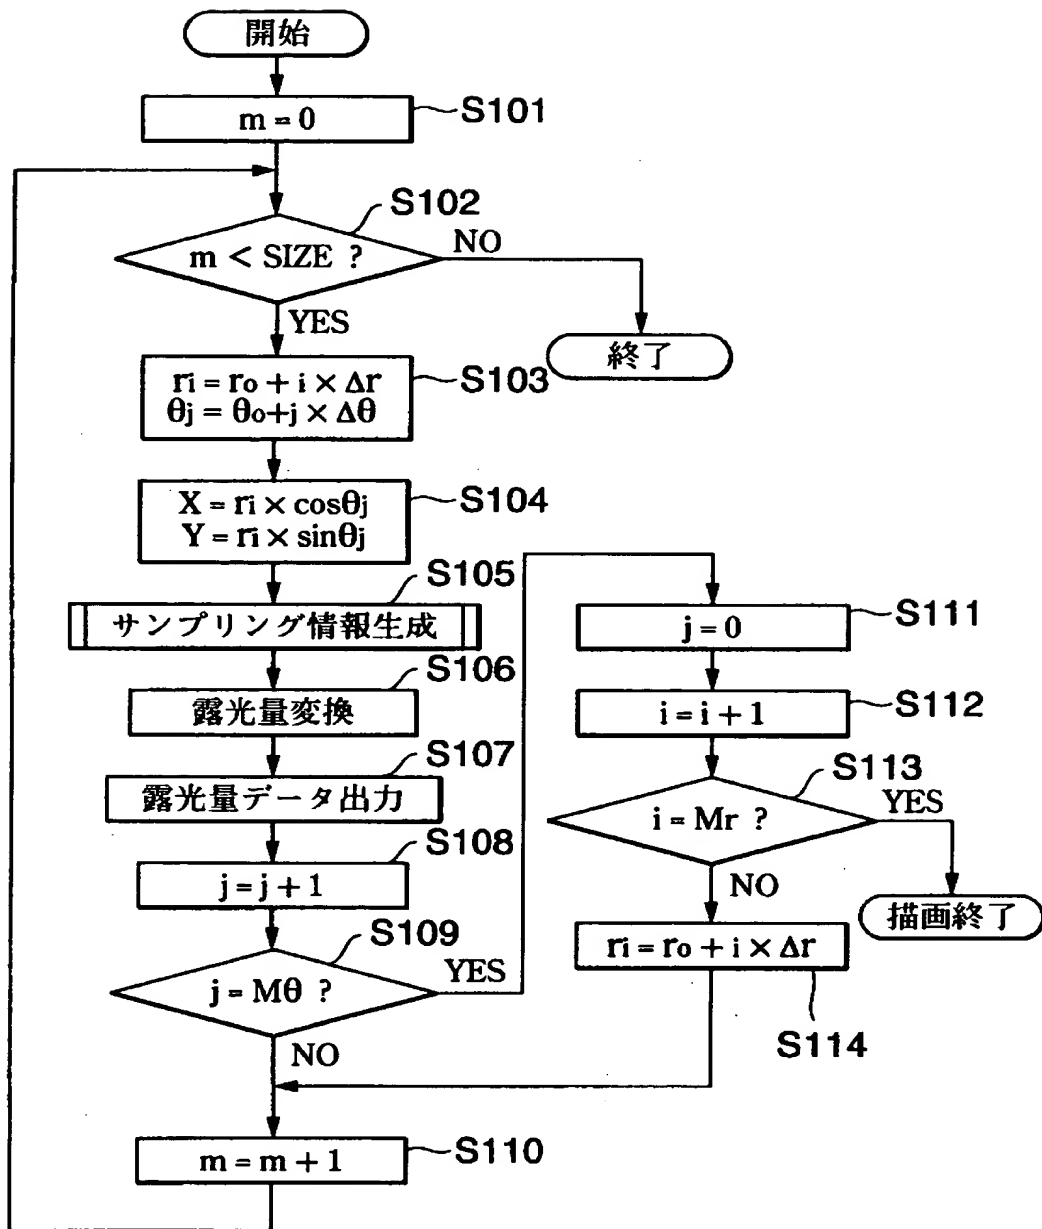 開始
m = 0
S101
S102
m < SIZE ?
NO
YES
終了
ri = ro + i × Δr
θj = θo+j × Δθ
S103
X = ri × cosθj
Y = ri × sinθj
S104
S105
サンプリング情報生成
S106
露光量変換
S107
露光量データ出力
S108
j = j + 1
S109
j = Mθ ?
YES
NO
m = m + 1
S110
j = 0
S111
i = i + 1
S112
S113
i = Mr ?
YES
NO
描画終了
ri = ro + i × Δr
S114